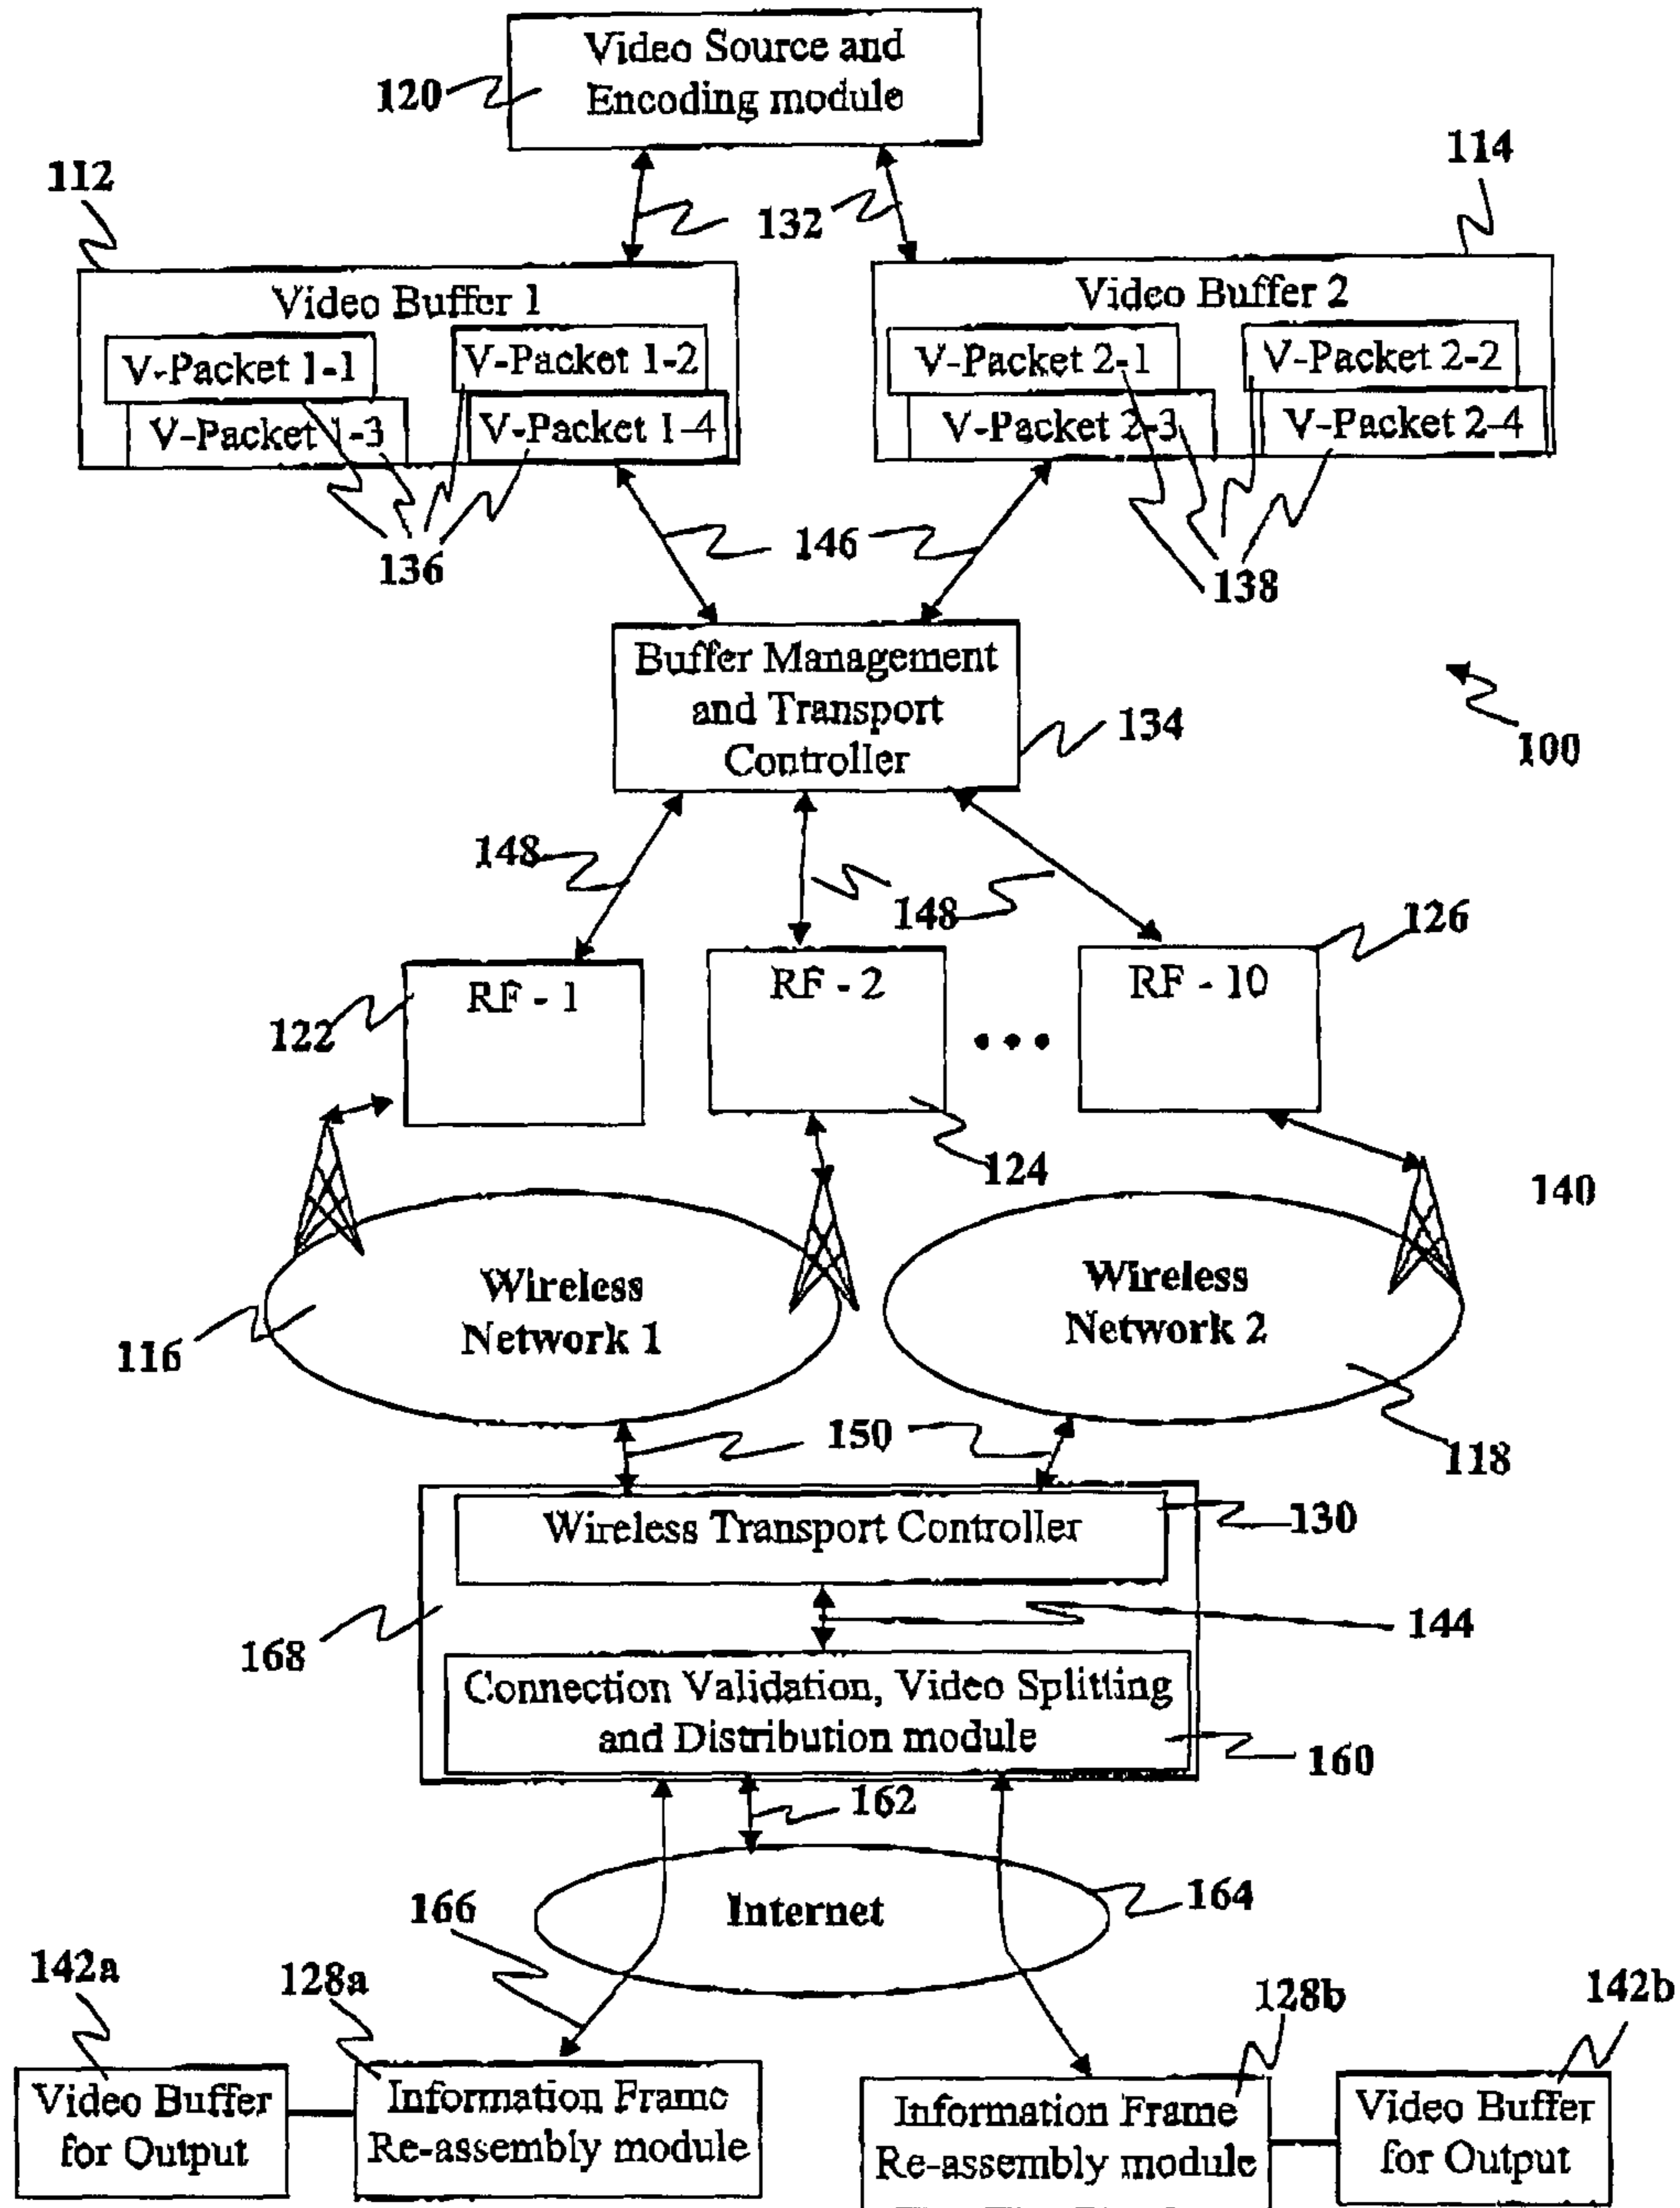 Video Source and
Encoding module
120
112
114
132
Video Buffer 1
V-Packet 1-1
V-Packet 1-2
V-Packet 1-3
V-Packet 1-4
Video Buffer 2
V-Packet 2-1
V-Packet 2-2
V-Packet 2-3
V-Packet 2-4
136
146
138
Buffer Management
and Transport
Controller
134
100
148
148
126
RF - 1
RF - 2
RF - 10
122
124
140
Wireless
Network 1
Wireless
Network 2
116
118
150
Wireless Transport Controller
130
144
168
Connection Validation, Video Splitting
and Distribution module
160
162
Internet
164
166
142a
128a
128b
142b
Video Buffer
for Output
Information Frame
Re-assembly module
Information Frame
Re-assembly module
Video Buffer
for Output